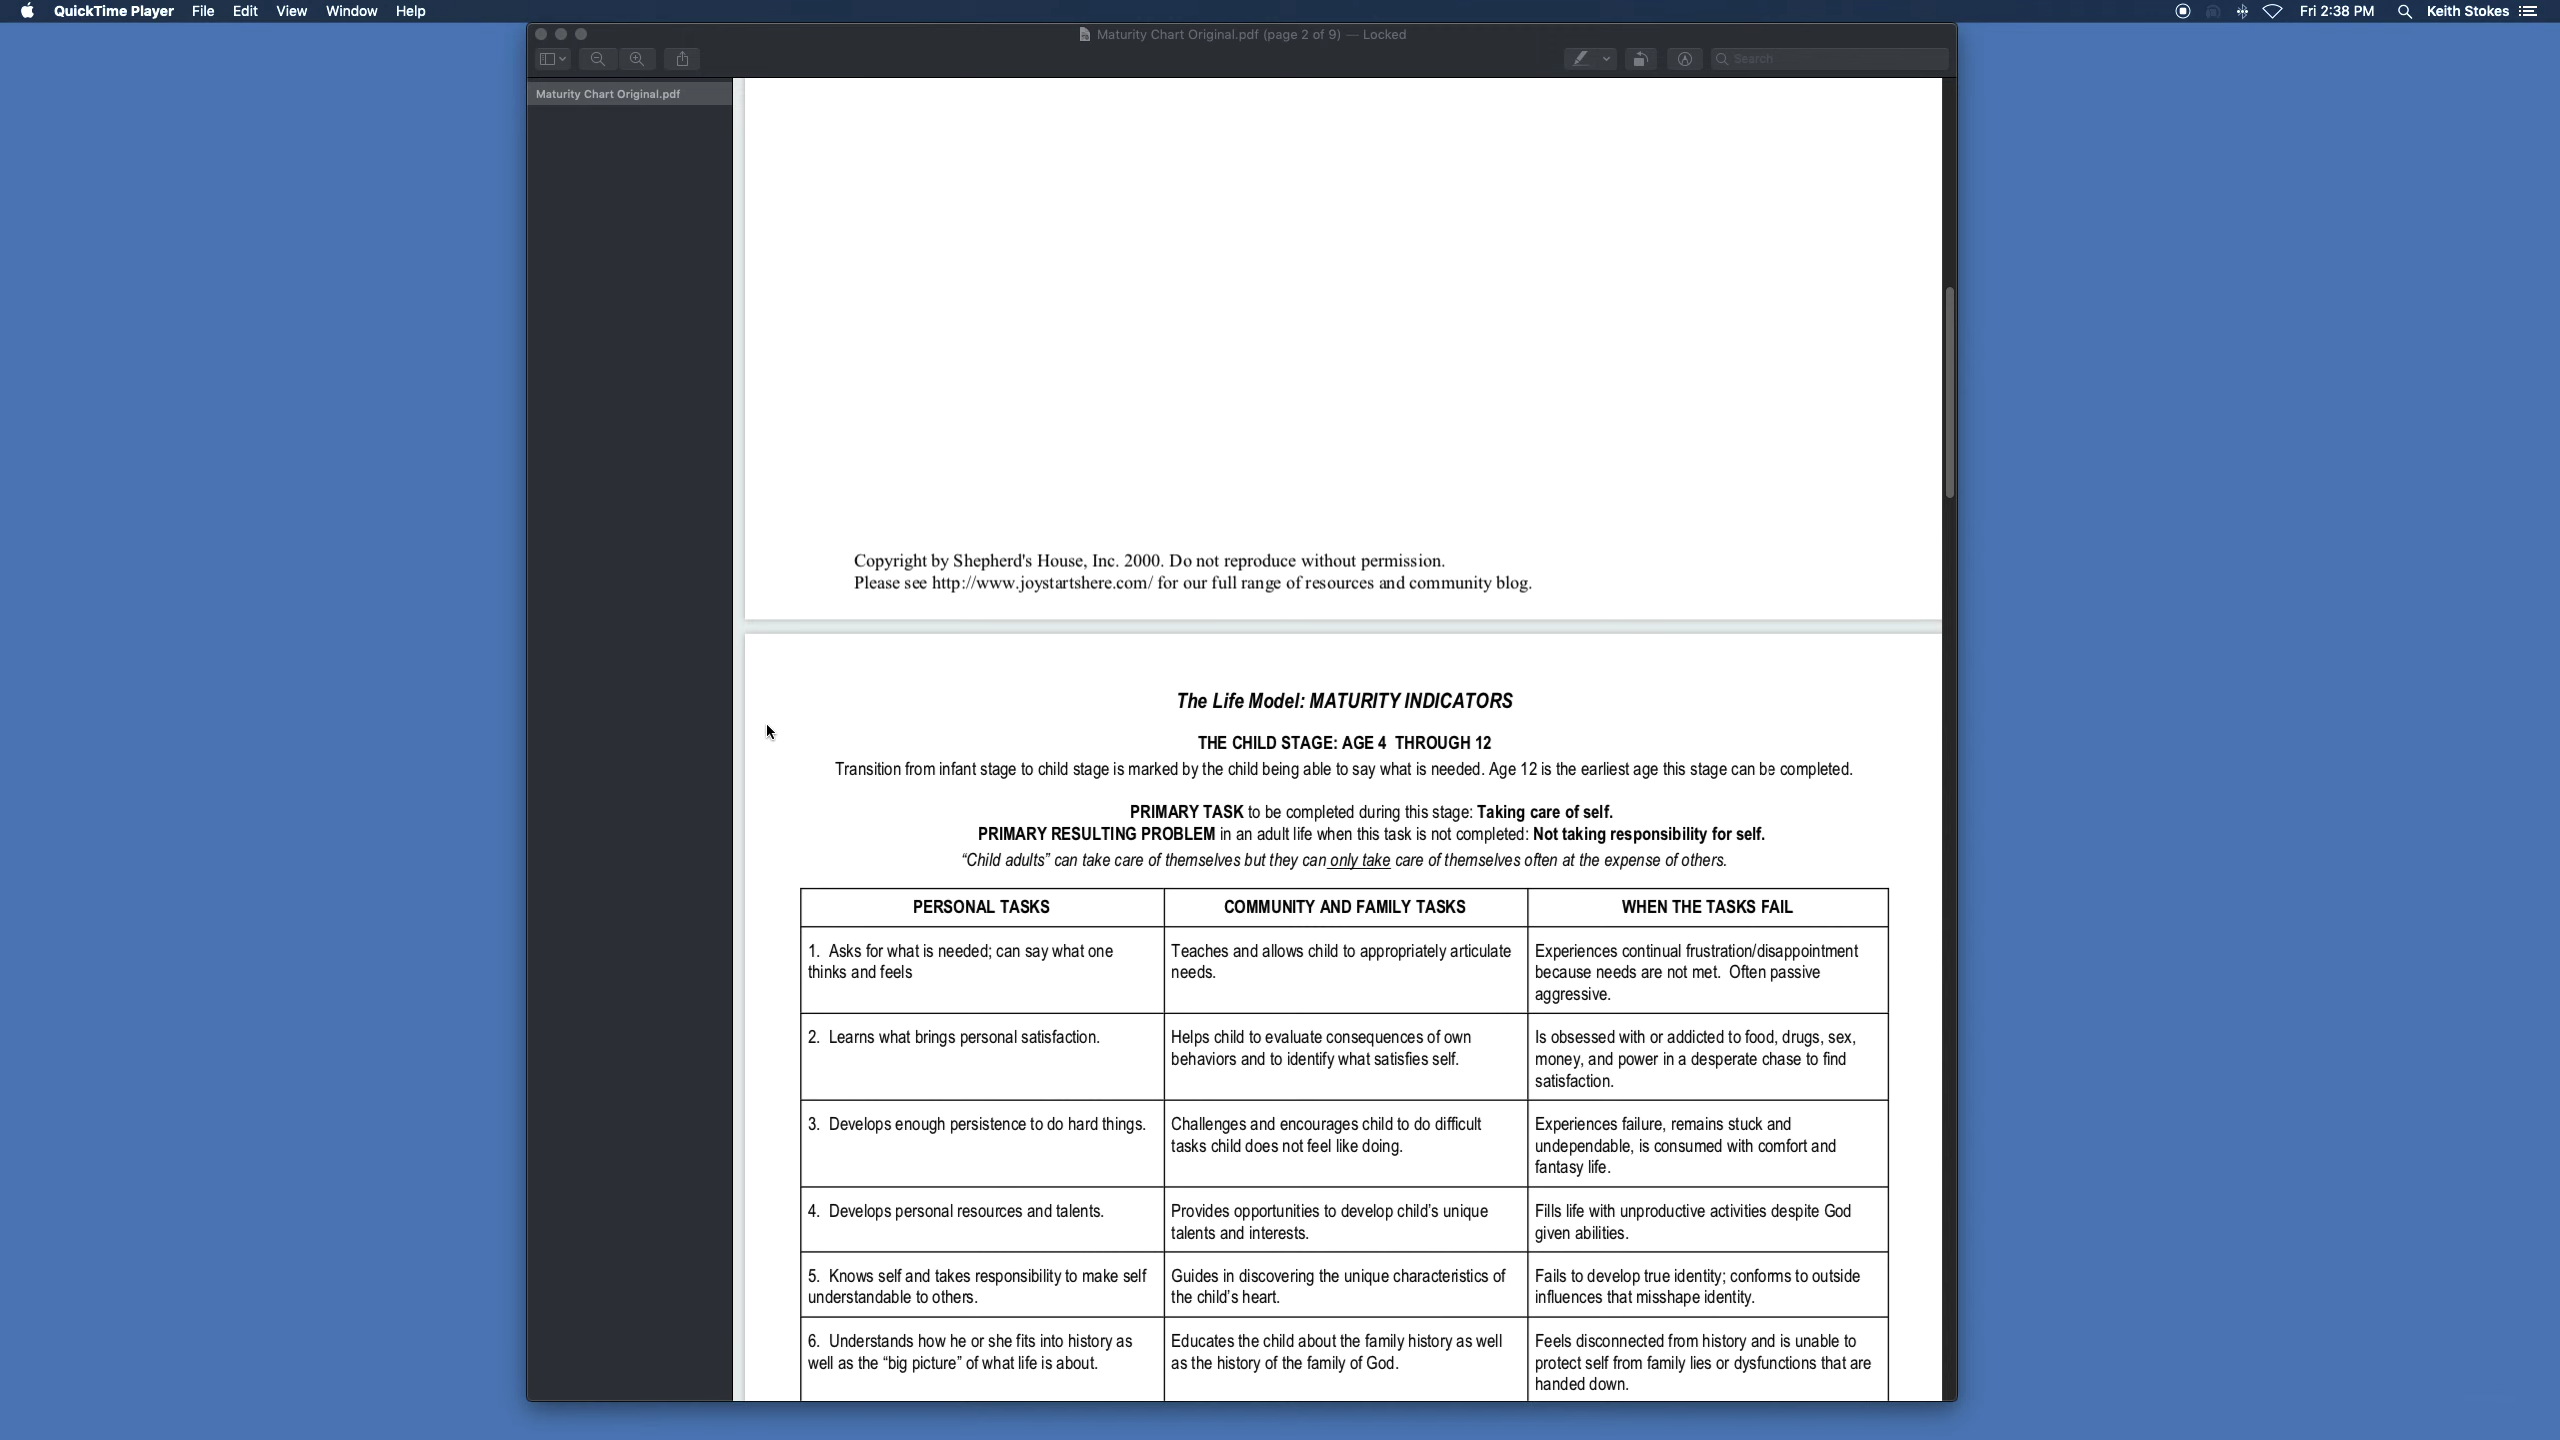 QuickTime Player File Edit View Window Help
Fri 2:38 PM Keith Stokes
Maturity Chart Original.pdf (page 2 of 9) — Locked
Search
Maturity Chart Original.pdf
Copyright by Shepherd's House, Inc. 2000. Do not reproduce without permission.
Please see http://www.joystartshere.com/ for our full range of resources and community blog.
The Life Model: MATURITY INDICATORS
THE CHILD STAGE: AGE 4 THROUGH 12
Transition from infant stage to child stage is marked by the child being able to say what is needed. Age 12 is the earliest age this stage can be completed.
PRIMARY TASK to be completed during this stage: Taking care of self.
PRIMARY RESULTING PROBLEM in an adult life when this task is not completed: Not taking responsibility for self.
“Child adults” can take care of themselves but they can only take care of themselves often at the expense of others.
PERSONAL TASKS
COMMUNITY AND FAMILY TASKS
WHEN THE TASKS FAIL
1. Asks for what is needed; can say what one
thinks and feels
Teaches and allows child to appropriately articulate
needs.
Experiences continual frustration/disappointment
because needs are not met. Often passive
aggressive.
2. Learns what brings personal satisfaction.
Helps child to evaluate consequences of own
behaviors and to identify what satisfies self.
Is obsessed with or addicted to food, drugs, sex,
money, and power in a desperate chase to find
satisfaction.
3. Develops enough persistence to do hard things.
Challenges and encourages child to do difficult
tasks child does not feel like doing.
Experiences failure, remains stuck and
undependable, is consumed with comfort and
fantasy life.
4. Develops personal resources and talents.
Provides opportunities to develop child’s unique
talents and interests.
Fills life with unproductive activities despite God
given abilities.
5. Knows self and takes responsibility to make self
understandable to others.
Guides in discovering the unique characteristics of
the child’s heart.
Fails to develop true identity; conforms to outside
influences that misshape identity.
6. Understands how he or she fits into history as
well as the “big picture” of what life is about.
Educates the child about the family history as well
as the history of the family of God.
Feels disconnected from history and is unable to
protect self from family lies or dysfunctions that are
handed down.